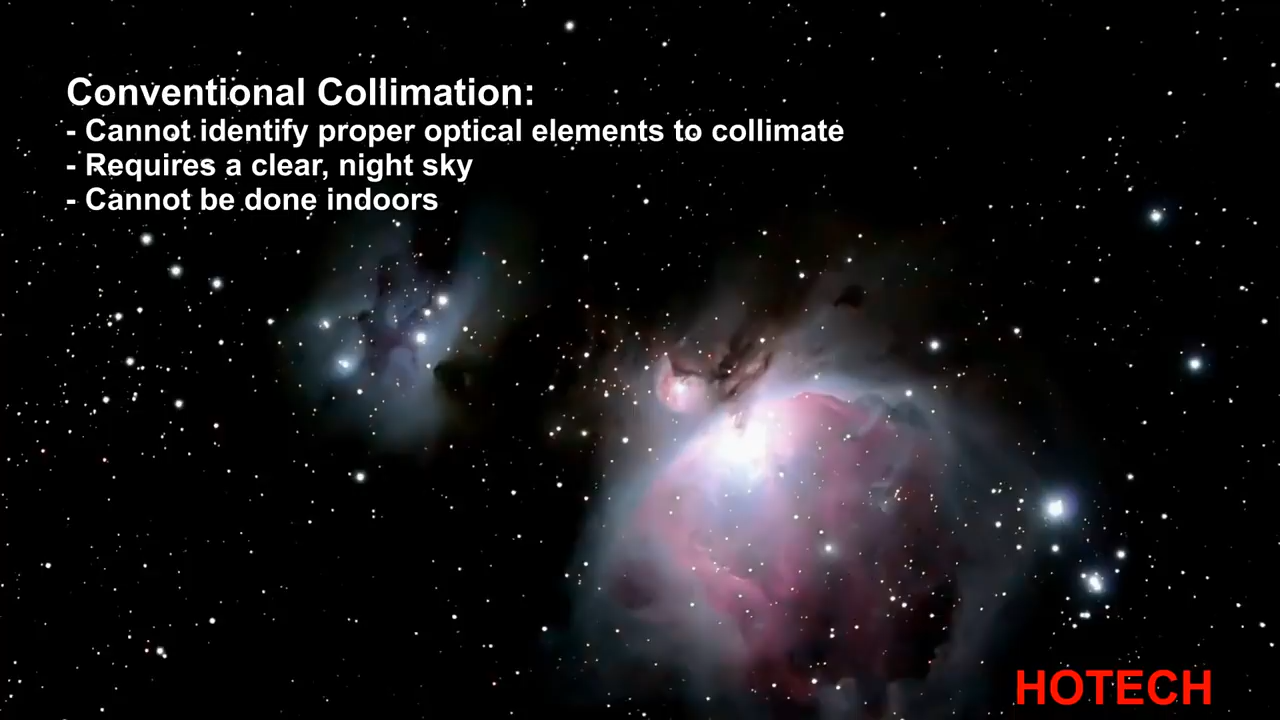 Conventional Collimation:
- Cannot identify proper optical elements to collimate
- Requires a clear, night sky
- Cannot be done indoors
HOTECH